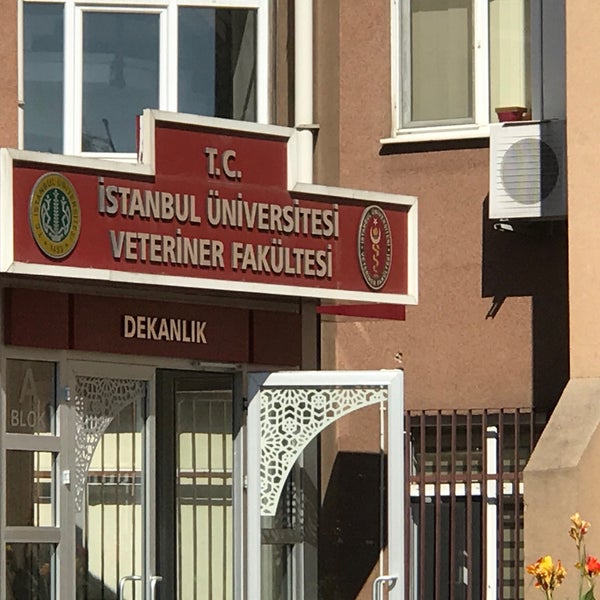 T.C.
İSTANBUL ÜNİVERSİTESİ
VETERİNER FAKÜLTESİ
DEKANLIK
A
BLOK